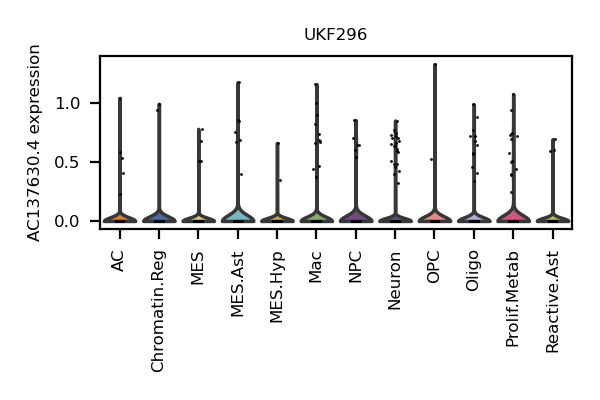 UKF296
AC137630.4 expression
1.0
0.5
0.0
AC
Chromatin.Reg
MES
MES.Ast
MES.Hyp
Mac
NPC
Neuron
OPC
Oligo
Prolif.Metab
Reactive.Ast